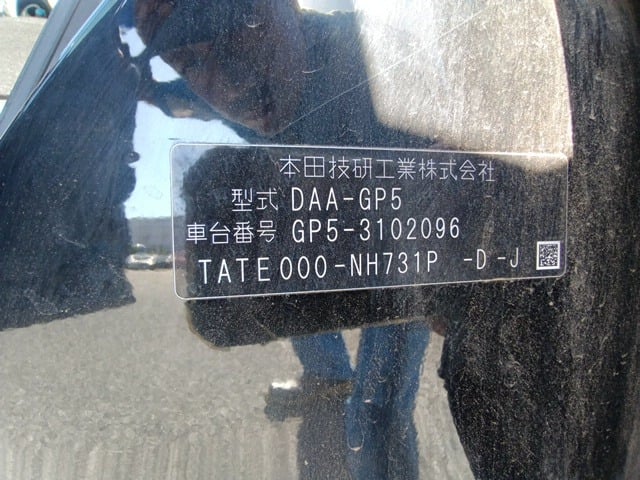 本田技研工業株式会社
型式 DAA-GP5
車台番号 GP5-3102096
TATE000-NH731P -D-J